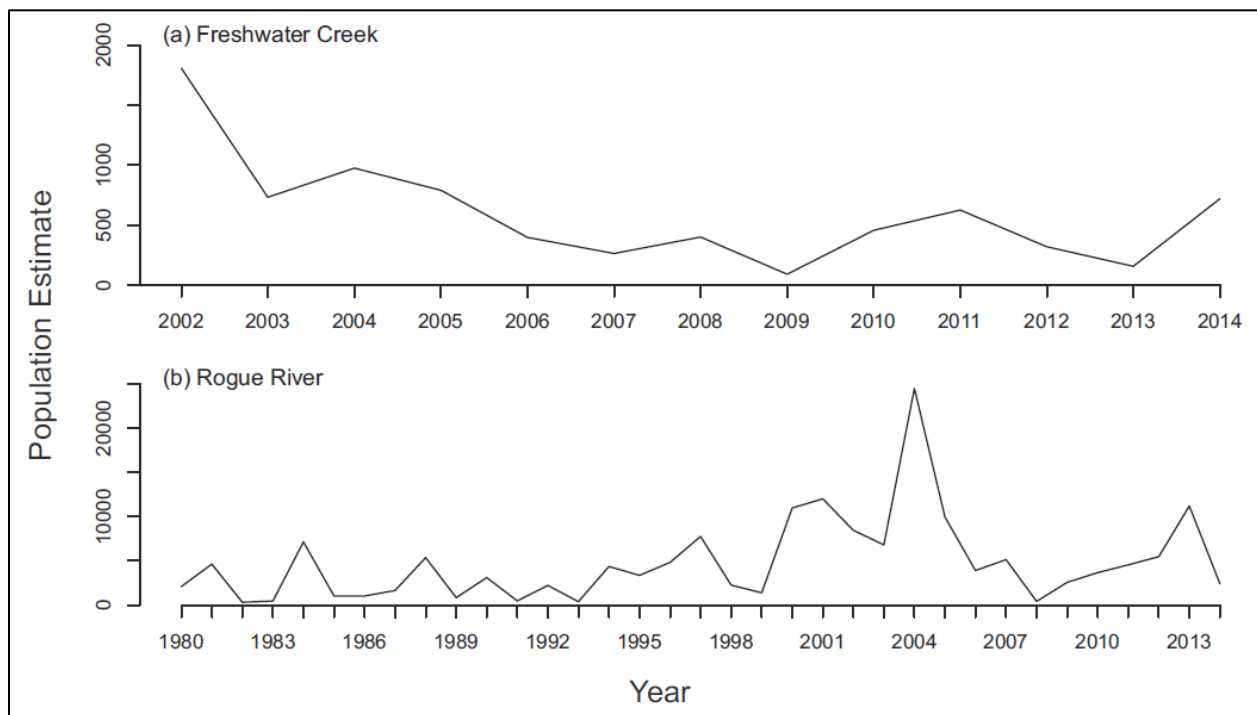 (a) Freshwater Creek
2000
1000
500
0
2002 2003 2004 2005 2006 2007 2008 2009 2010 2011 2012 2013 2014
Population Estimate
(b) Rogue River
20000
10000
0
1980 1983 1986 1989 1992 1995 1998 2001 2004 2007 2010 2013
Year